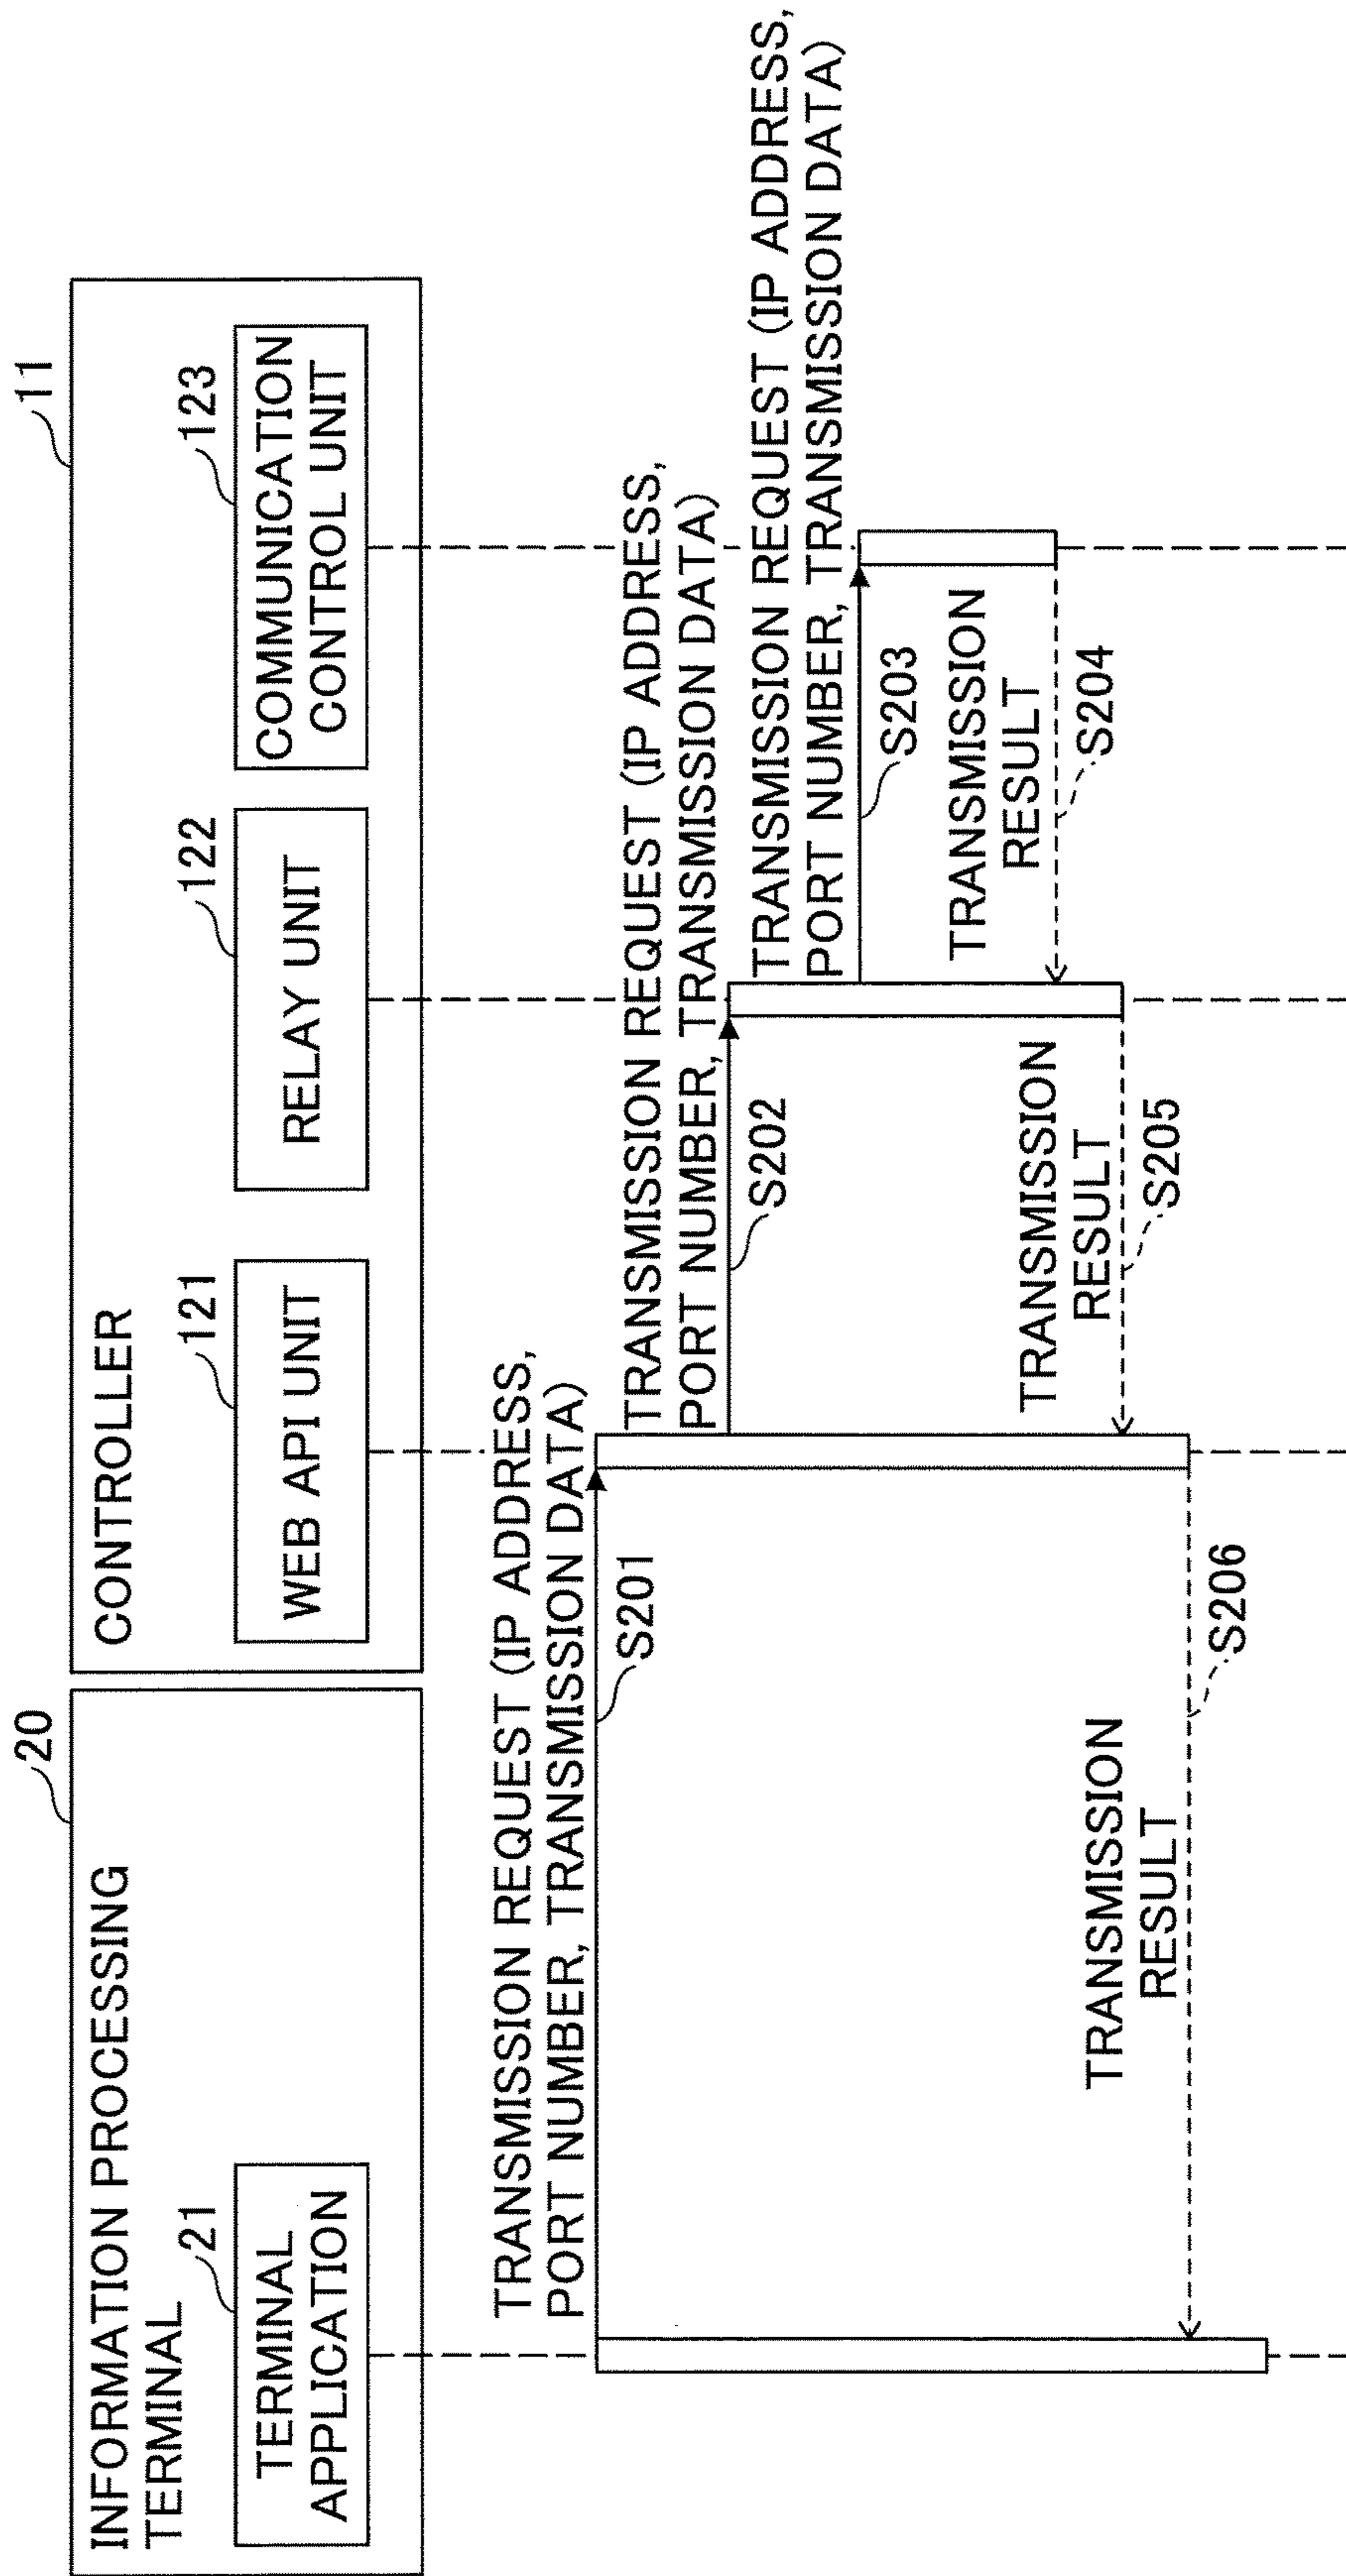 20
INFORMATION PROCESSING
TERMINAL
21
TERMINAL
APPLICATION
11
CONTROLLER
121
WEB API UNIT
122
RELAY UNIT
123
COMMUNICATION
CONTROL UNIT
TRANSMISSION REQUEST (IP ADDRESS,
PORT NUMBER, TRANSMISSION DATA)
S201
TRANSMISSION REQUEST (IP ADDRESS,
PORT NUMBER, TRANSMISSION DATA)
S202
TRANSMISSION REQUEST (IP ADDRESS,
PORT NUMBER, TRANSMISSION DATA)
S203
TRANSMISSION
RESULT
S204
TRANSMISSION
RESULT
S205
TRANSMISSION
RESULT
S206